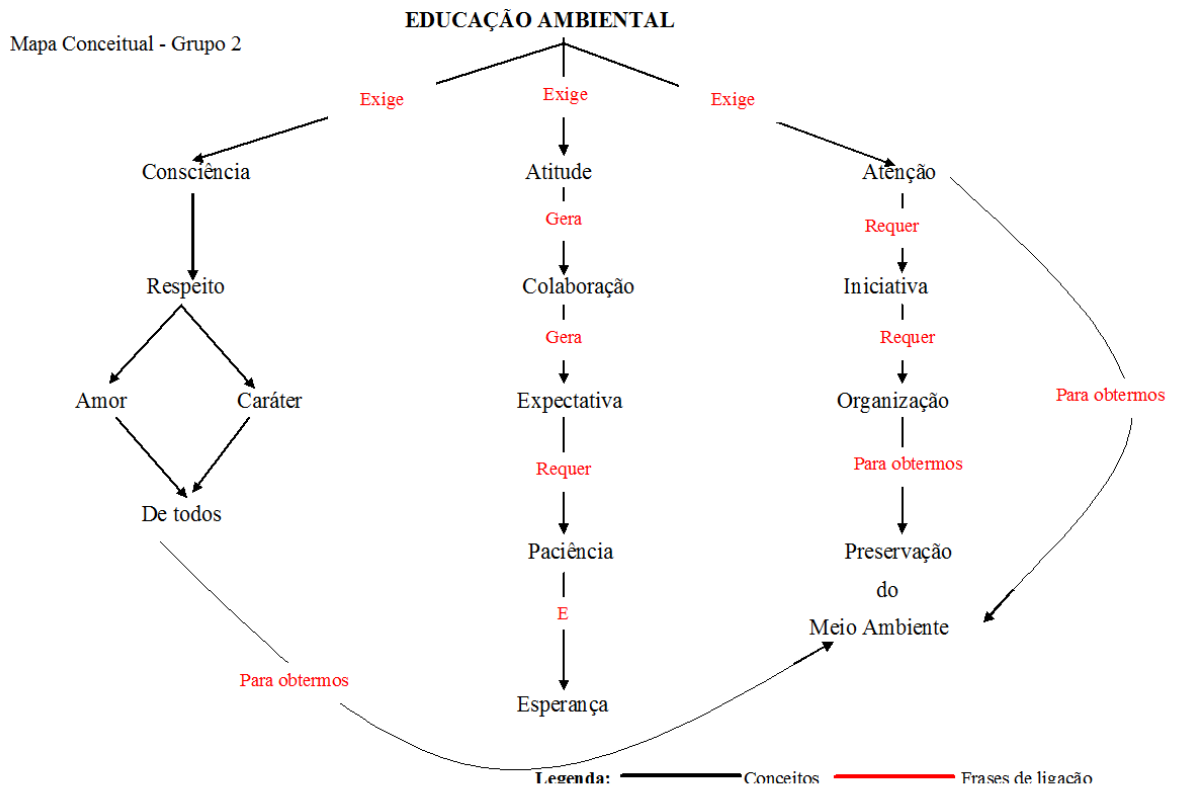 EDUCAÇÃO AMBIENTAL
Mapa Conceitual - Grupo 2
Exige
Exige
Exige
Consciência
Atitude
Atenção
Gera
Requer
Respeito
Colaboração
Iniciativa
Gera
Requer
Amor
Caráter
Expectativa
Organização
Para obtermos
Requer
Para obtermos
De todos
Paciência
Preservação
do
Meio Ambiente
E
Para obtermos
Esperança
Legenda: Conceitos Frases de ligação